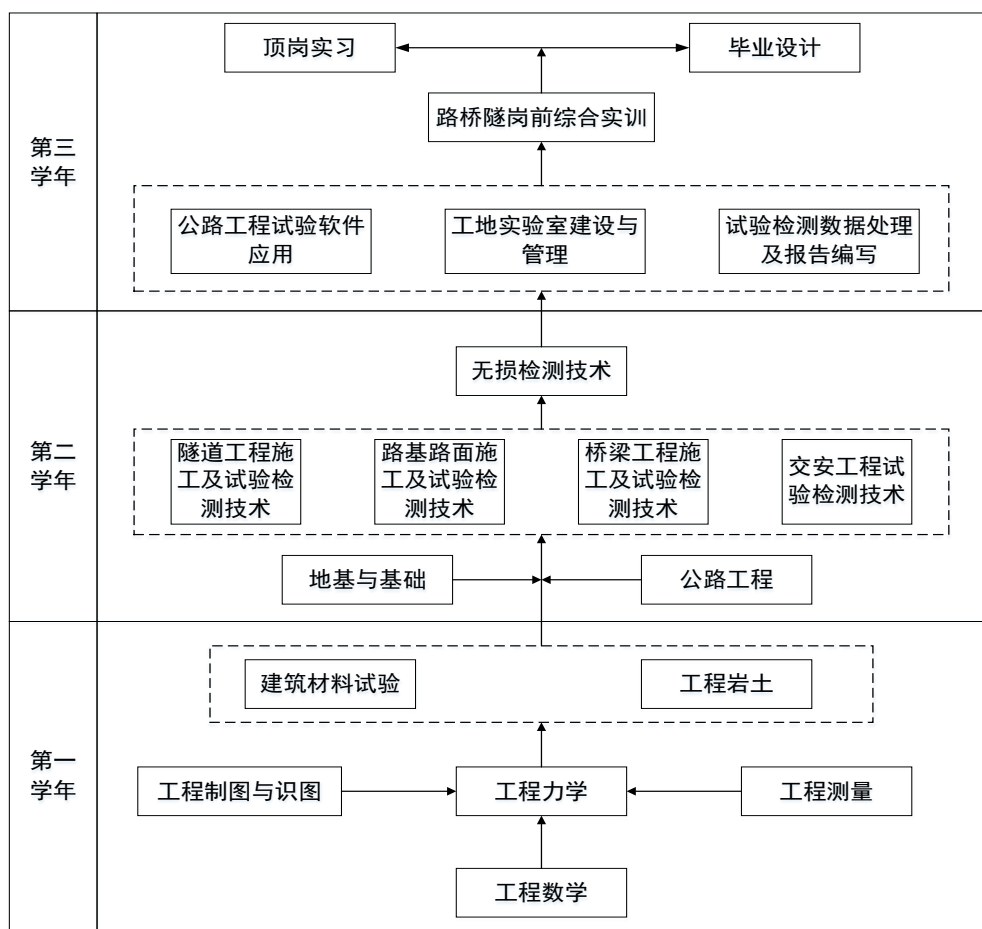 顶岗实习
毕业设计
路桥隧岗前综合实训
第三
学年
公路工程试验软件
应用
工地实验室建设与
管理
试验检测数据处理
及报告编写
无损检测技术
第二
学年
隧道工程施
工及试验检
测技术
路基路面施
工及试验检
测技术
桥梁工程施
工及试验检
测技术
交安工程试
验检测技术
地基与基础
公路工程
建筑材料试验
工程岩土
第一
学年
工程制图与识图
工程力学
工程测量
工程数学